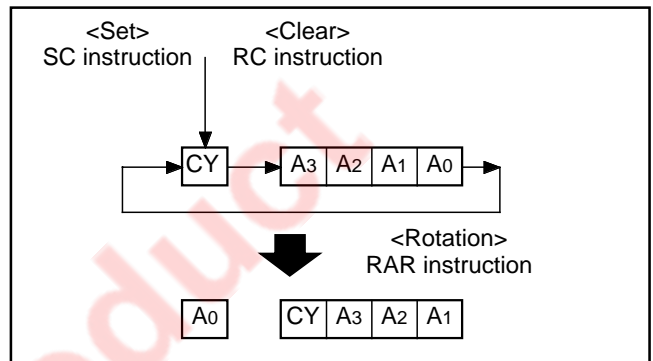 <Set> <Clear>
SC instruction RC instruction
CY A3 A2 A1 A0
<Rotation>
RAR instruction
A0 CY A3 A2 A1
duct